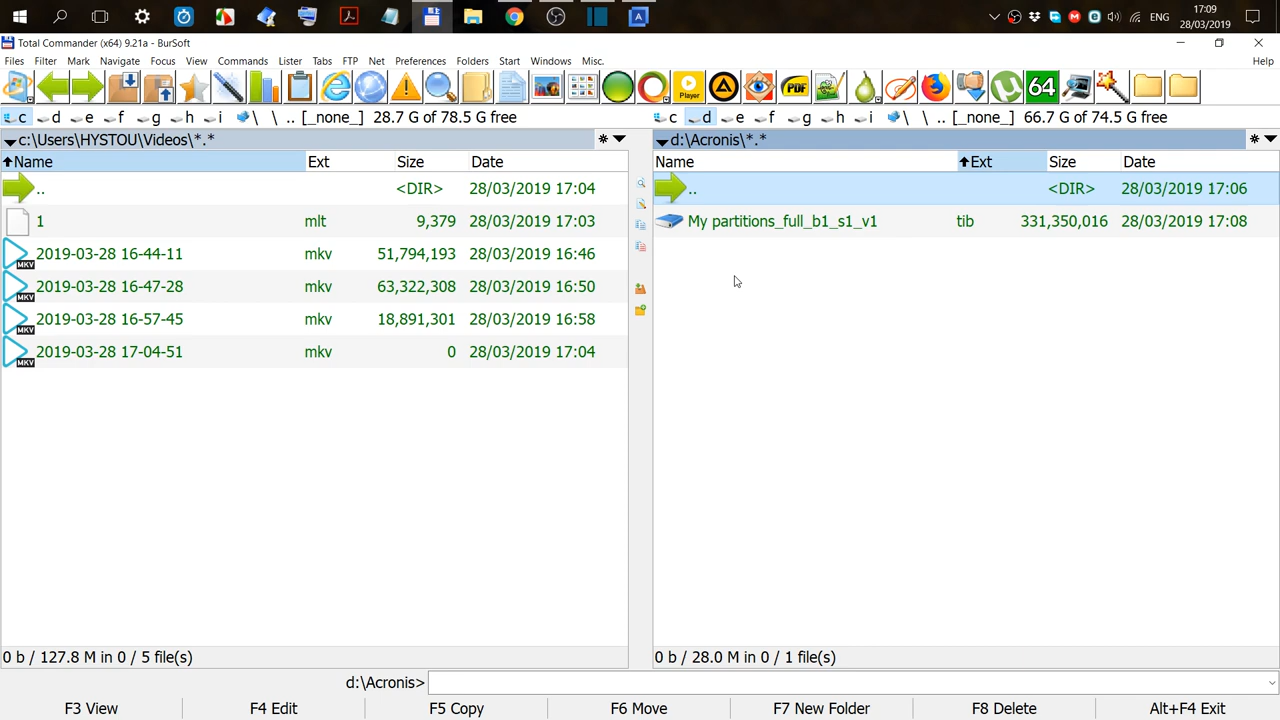 17:09
ENG
28/03/2019
Total Commander (x64) 9.21a - BurSoft
Files Filter Mark Navigate Focus View Commands Lister Tabs FTP Net Preferences Folders Start Windows Misc. Help
Player PDF 64
c d e f g h i \ \ .. [_none_] 28.7 G of 78.5 G free
c d e f g h i \ \ .. [_none_] 66.7 G of 74.5 G free
c:\Users\HYSTOU\Videos\*.* * 
d:\Acronis\*.* *
Name Ext Size Date
.. <DIR> 28/03/2019 17:04
1 mlt 9,379 28/03/2019 17:03
2019-03-28 16-44-11 mkv 51,794,193 28/03/2019 16:46
MKV
2019-03-28 16-47-28 mkv 63,322,308 28/03/2019 16:50
MKV
2019-03-28 16-57-45 mkv 18,891,301 28/03/2019 16:58
MKV
2019-03-28 17-04-51 mkv 0 28/03/2019 17:04
MKV
Name Ext Size Date
.. <DIR> 28/03/2019 17:06
My partitions_full_b1_s1_v1 tib 331,350,016 28/03/2019 17:08
0 b / 127.8 M in 0 / 5 file(s)
0 b / 28.0 M in 0 / 1 file(s)
d:\Acronis>
F3 View F4 Edit F5 Copy F6 Move F7 New Folder F8 Delete Alt+F4 Exit